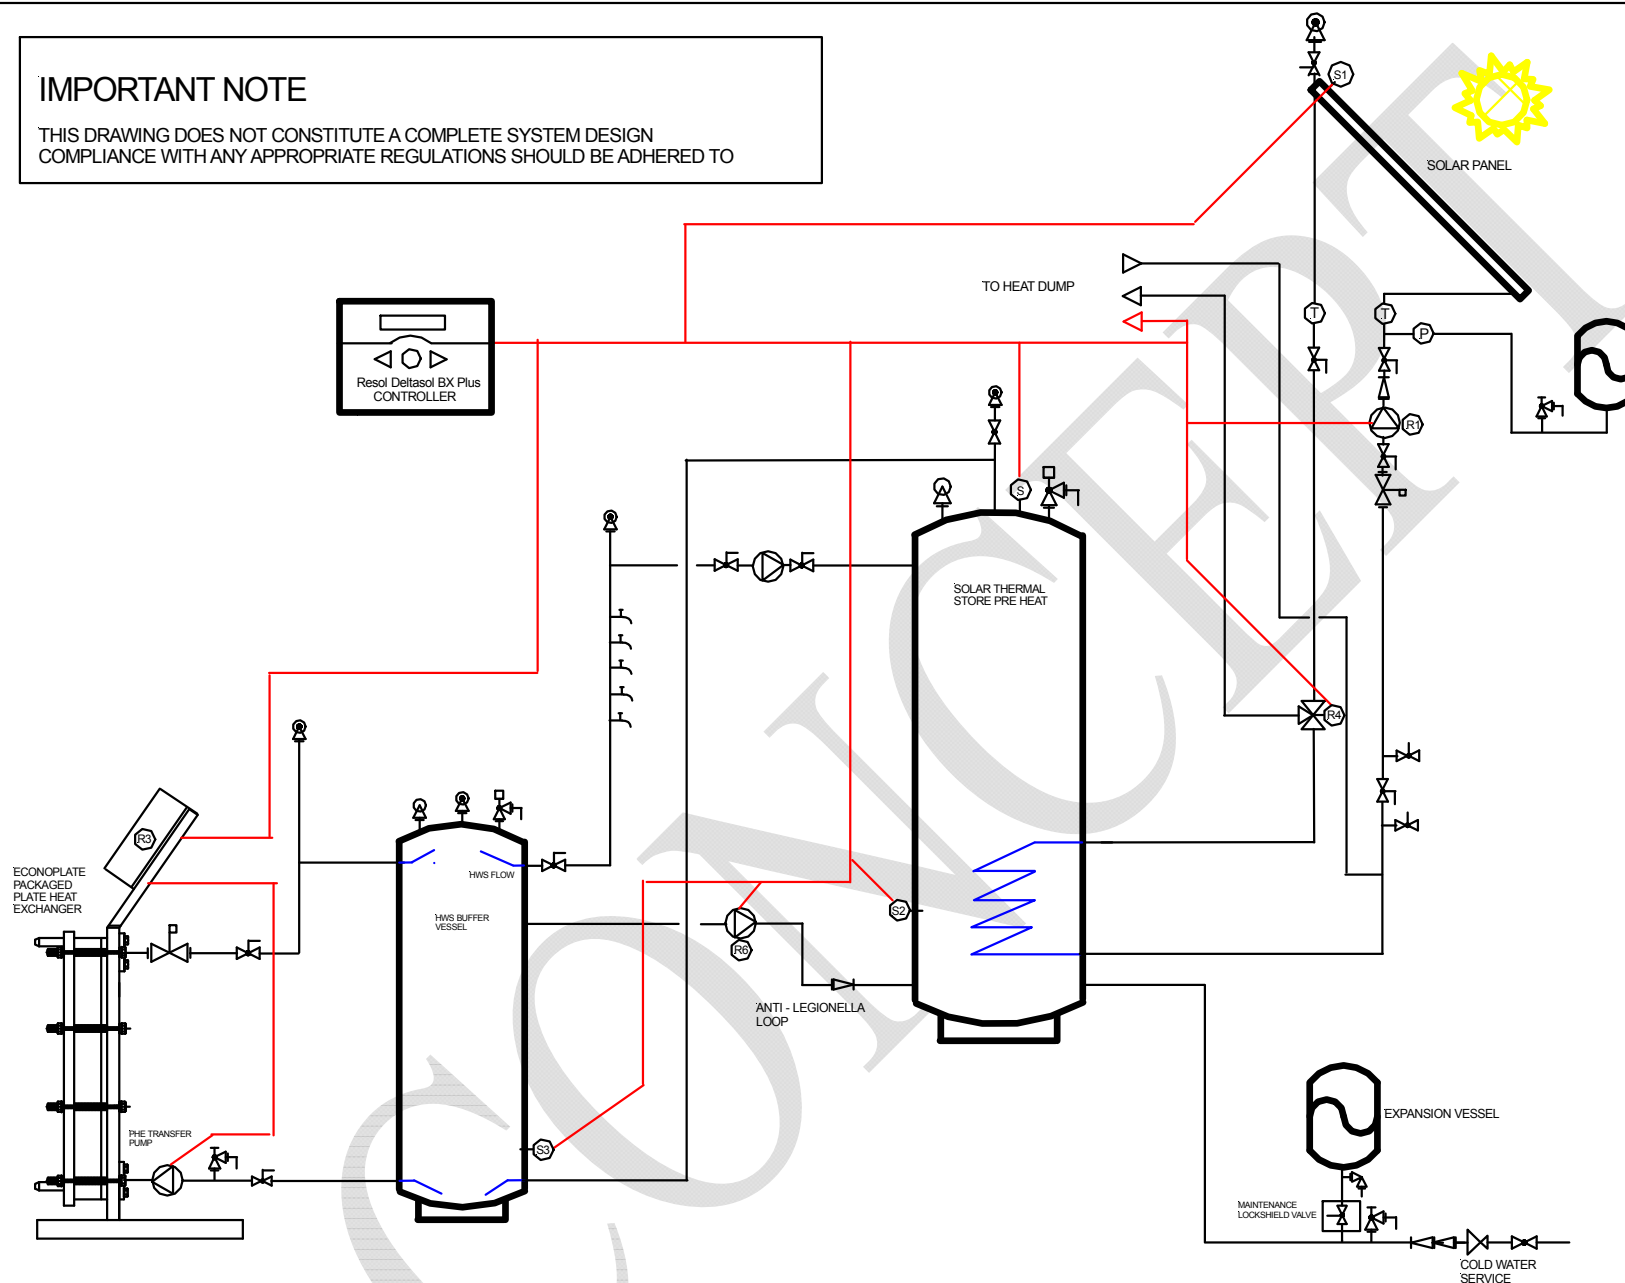 IMPORTANT NOTE
THIS DRAWING DOES NOT CONSTITUTE A COMPLETE SYSTEM DESIGN
COMPLIANCE WITH ANY APPROPRIATE REGULATIONS SHOULD BE ADHERED TO
S1
SOLAR PANEL
TO HEAT DUMP
T
T
P
Resol Deltasol BX Plus
CONTROLLER
R1
S
SOLAR THERMAL
STORE PRE HEAT
R4
R3
ECONOPLATE
PACKAGED
PLATE HEAT
EXCHANGER
HWS FLOW
HWS BUFFER
VESSEL
S2
R6
ANTI - LEGIONELLA
LOOP
PHE TRANSFER
PUMP
S3
EXPANSION VESSEL
MAINTENANCE
LOCKSHIELD VALVE
COLD WATER
SERVICE
CONCEPT